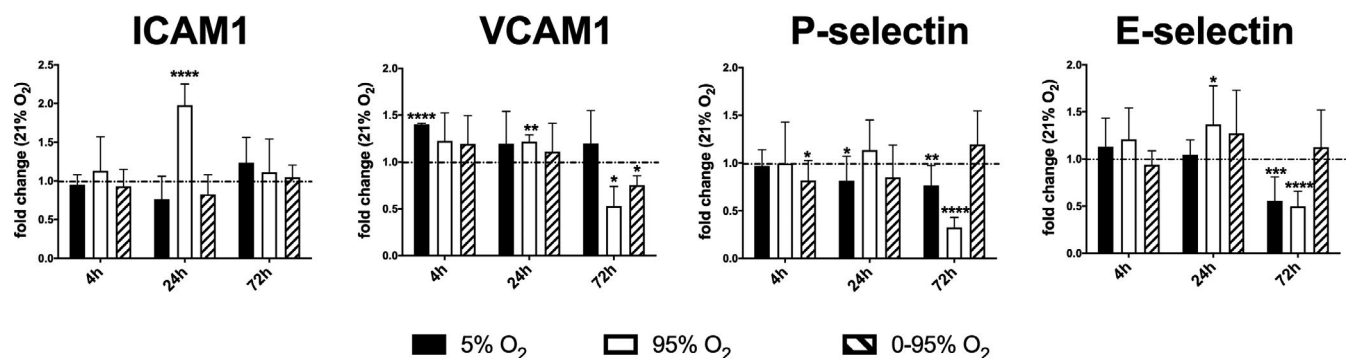 ICAM1
fold change (21% O2)
2.5
2.0
1.5
1.0
0.5
0.0
****
4h
24h
72h
VCAM1
fold change (21% O2)
2.0
1.5
1.0
0.5
0.0
****
**
*
*
4h
24h
72h
P-selectin
fold change (21% O2)
2.0
1.5
1.0
0.5
0.0
*
*
**
****
4h
24h
72h
E-selectin
fold change (21% O2)
2.0
1.5
1.0
0.5
0.0
*
***
****
4h
24h
72h
5% O2
95% O2
0-95% O2